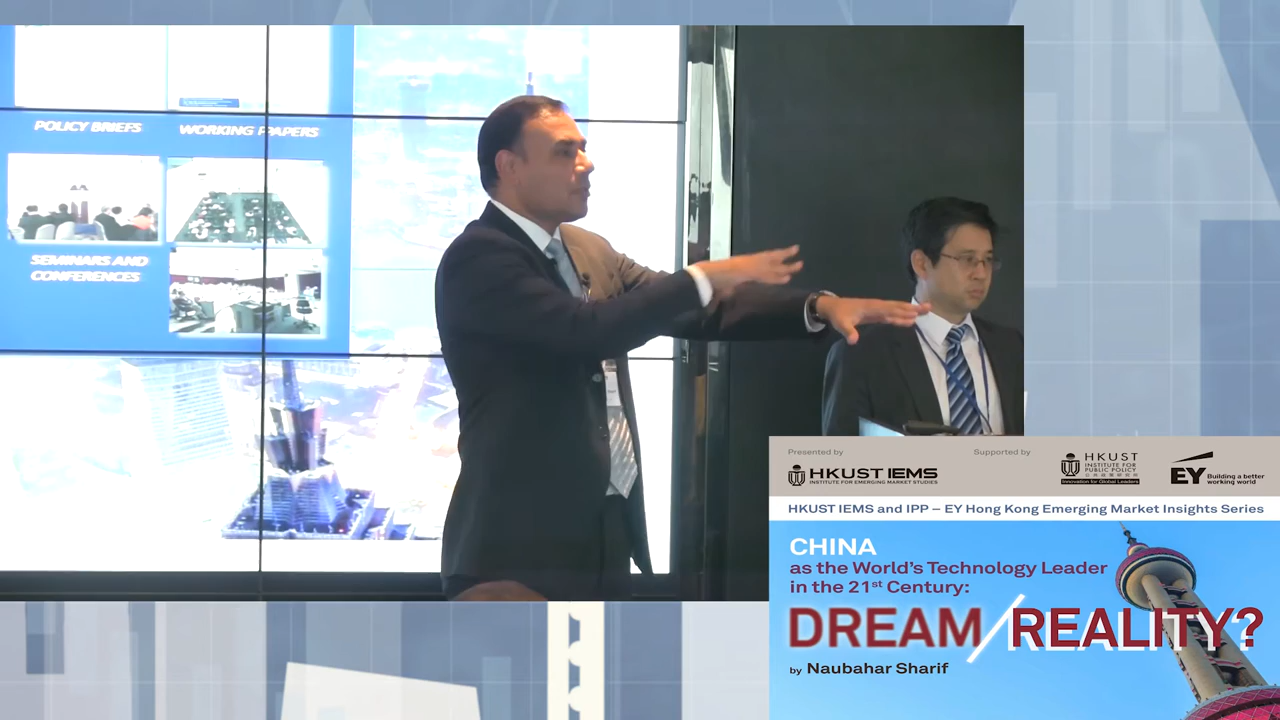 POLICY BRIEFS
WORKING PAPERS
SEMINARS AND
CONFERENCES
Presented by
Supported by
HKUST IEMS
INSTITUTE FOR EMERGING MARKET STUDIES
HKUST
INSTITUTE FOR
PUBLIC POLICY
Innovation for Global Leaders
EY
Building a better
working world
HKUST IEMS and IPP – EY Hong Kong Emerging Market Insights Series
CHINA
as the World's Technology Leader
in the 21st Century:
DREAM/REALITY?
by Naubahar Sharif